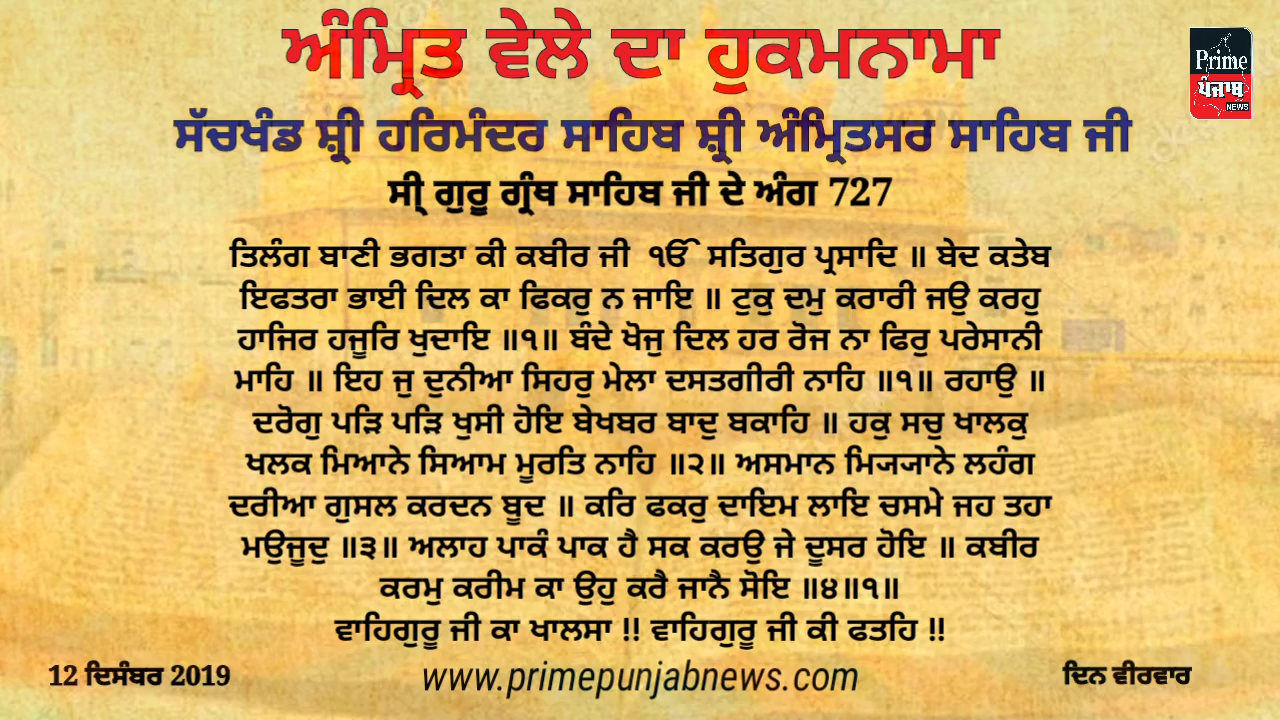 ਅੰਮ੍ਰਿਤ ਵੇਲੇ ਦਾ ਹੁਕਮਨਾਮਾ
Prime
ਪੰਜਾਬ
NEWS
ਸੱਚਖੰਡ ਸ਼੍ਰੀ ਹਰਿਮੰਦਰ ਸਾਹਿਬ ਸ਼੍ਰੀ ਅੰਮ੍ਰਿਤਸਰ ਸਾਹਿਬ ਜੀ
ਸ੍ਰੀ ਗੁਰੂ ਗ੍ਰੰਥ ਸਾਹਿਬ ਜੀ ਦੇ ਅੰਗ 727
ਤਿਲੰਗ ਬਾਣੀ ਭਗਤਾ ਕੀ ਕਬੀਰ ਜੀ ੴ ਸਤਿਗੁਰ ਪ੍ਰਸਾਦਿ ॥ ਬੇਦ ਕਤੇਬ
ਇਫਤਰਾ ਭਾਈ ਦਿਲ ਕਾ ਫਿਕਰੁ ਨ ਜਾਇ ॥ ਟੁਕੁ ਦਮੁ ਕਰਾਰੀ ਜਉ ਕਰਹੁ
ਹਾਜਿਰ ਹਜੂਰਿ ਖੁਦਾਇ ॥੧॥ ਬੰਦੇ ਖੋਜੁ ਦਿਲ ਹਰ ਰੋਜ ਨਾ ਫਿਰੁ ਪਰੇਸਾਨੀ
ਮਾਹਿ ॥ ਇਹ ਜੁ ਦੁਨੀਆ ਸਿਹਰੁ ਮੇਲਾ ਦਸਤਗੀਰੀ ਨਾਹਿ ॥੧॥ ਰਹਾਉ ॥
ਦਰੋਗੁ ਪੜਿ ਪੜਿ ਖੁਸੀ ਹੋਇ ਬੇਖਬਰ ਬਾਦੁ ਬਕਾਹਿ ॥ ਹਕੁ ਸਚੁ ਖਾਲਕੁ
ਖਲਕ ਮਿਆਨੇ ਸਿਆਮ ਮੂਰਤਿ ਨਾਹਿ ॥੨॥ ਅਸਮਾਨ ਮਿਿਾਨੇ ਲਹੰਗ
ਦਰੀਆ ਗੁਸਲ ਕਰਦਨ ਬੂਦ ॥ ਕਰਿ ਫਕਰੁ ਦਾਇਮ ਲਾਇ ਚਸਮੇ ਜਹ ਤਹਾ
ਮਉਜੂਦੁ ॥੩॥ ਅਲਾਹ ਪਾਕੰ ਪਾਕ ਹੈ ਸਕ ਕਰਉ ਜੇ ਦੂਸਰ ਹੋਇ ॥ ਕਬੀਰ
ਕਰਮੁ ਕਰੀਮ ਕਾ ਉਹੁ ਕਰੈ ਜਾਨੈ ਸੋਇ ॥੪॥੧॥
ਵਾਹਿਗੁਰੂ ਜੀ ਕਾ ਖਾਲਸਾ !! ਵਾਹਿਗੁਰੂ ਜੀ ਕੀ ਫਤਹਿ !!
12 ਦਿਸੰਬਰ 2019
www.primepunjabnews.com
ਦਿਨ ਵੀਰਵਾਰ